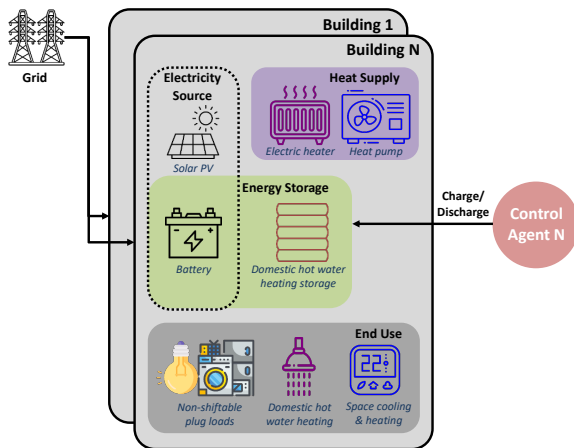 Building 1
Building N
Grid
Electricity
Source
Solar PV
Heat Supply
Electric heater
Heat pump
Energy Storage
Battery
Domestic hot water
heating storage
Charge/
Discharge
Control
Agent N
End Use
22°
Non-shiftable
plug loads
Domestic hot
water heating
Space cooling
& heating